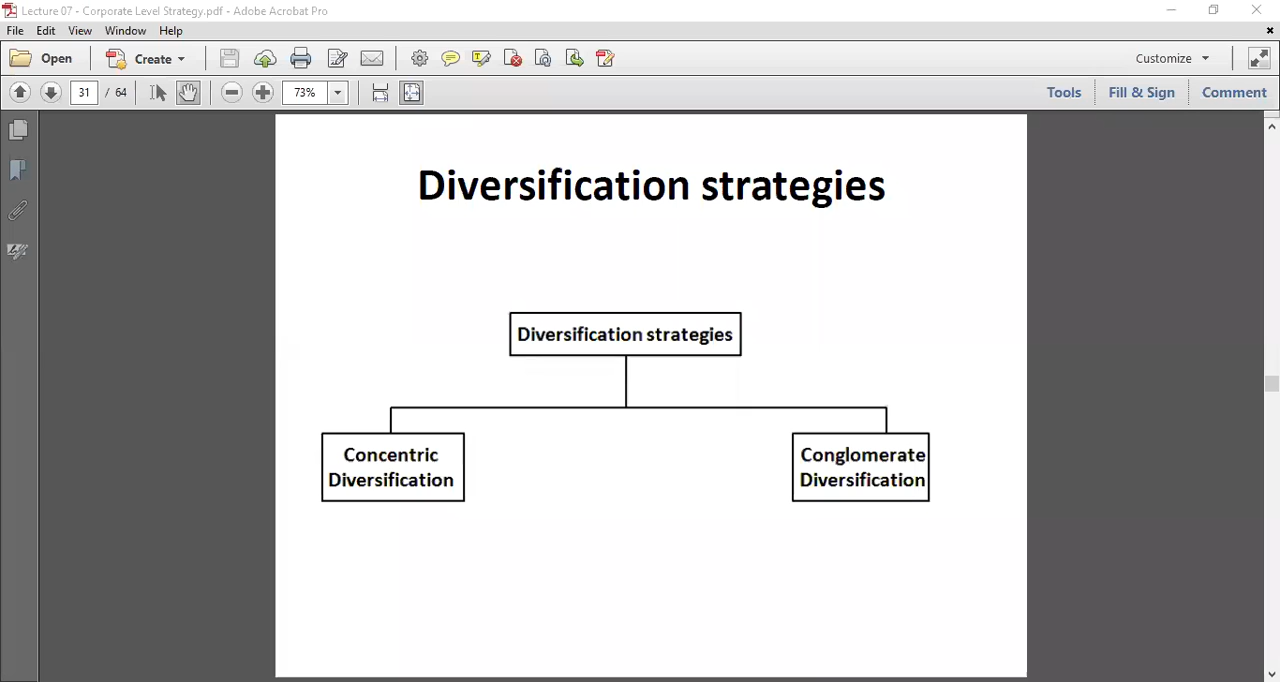 Lecture 07 - Corporate Level Strategy.pdf - Adobe Acrobat Pro
File Edit View Window Help
Open Create Customize
31 / 64 73% Tools Fill & Sign Comment
Diversification strategies
Diversification strategies
Concentric
Diversification
Conglomerate
Diversification